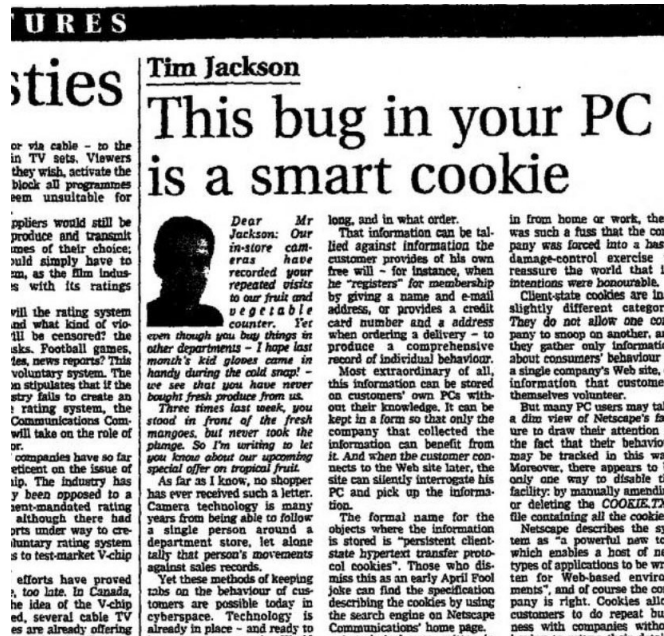 TURES
sties
or via cable – to the
in TV sets. Viewers
they wish, activate the
block all programmes
eem unsuitable for
ppliers would still be
produce and transmit
mes of their choice;
ould simply have to
em, as the film indus-
s with its ratings
will the rating system
nd what kind of vio-
ill be censored? the
asks. Football games,
ies, news reports? This
voluntary system. The
n stipulates that if the
stry fails to create an
rating system, the
Communications Com-
will take on the role of
or.
companies have so far
eticent on the issue of
ip. The industry has
y been opposed to a
ent-mandated rating
although there had
orts under way to cre-
luntary rating system
s to test-market V-chip
efforts have proved
, too late. In Canada,
he idea of the V-chip
ed, several cable TV
es are already offering
Tim Jackson
This bug in your PC
is a smart cookie
Dear Mr
Jackson: Our
in-store cam-
eras have
recorded your
repeated visits
to our fruit and
vegetable
counter. Yet
even though you buy things in
other departments – I hope last
month's kid gloves came in
handy during the cold snap! –
we see that you have never
bought fresh produce from us.
Three times last week, you
stood in front of the fresh
mangoes, but never took the
plunge. So I'm writing to let
you know about our upcoming
special offer on tropical fruit.
As far as I know, no shopper
has ever received such a letter.
Camera technology is many
years from being able to follow
a single person around a
department store, let alone
tally that person's movements
against sales records.
Yet these methods of keeping
tabs on the behaviour of cus-
tomers are possible today in
cyberspace. Technology is
already in place – and ready to
long, and in what order.
That information can be tal-
lied against information the
customer provides of his own
free will – for instance, when
he "registers" for membership
by giving a name and e-mail
address, or provides a credit
card number and a address
when ordering a delivery – to
produce a comprehensive
record of individual behaviour.
Most extraordinary of all,
this information can be stored
on customers' own PCs with-
out their knowledge. It can be
kept in a form so that only the
company that collected the
information can benefit from
it. And when the customer con-
nects to the Web site later, the
site can silently interrogate his
PC and pick up the informa-
tion.
The formal name for the
objects where the information
is stored is "persistent client-
state hypertext transfer proto-
col cookies". Those who dis-
miss this as an early April Fool
joke can find the specification
describing the cookies by using
the search engine on Netscape
Communications' home page.
in from home or work, the
was such a fuss that the co
pany was forced into a has
damage-control exercise
reassure the world that i
intentions were honourable.
Client-state cookies are in
slightly different categor
They do not allow one co
pany to snoop on another,
they gather only informati
about consumers' behaviour
a single company's Web site,
information that custome
themselves volunteer.
But many PC users may ta
a dim view of Netscape's fa
ure to draw their attention
the fact that their behavio
may be tracked in this wa
Moreover, there appears to
only one way to disable t
facility: by manually amendi
or deleting the COOKIE.TX
file containing all the cookie
Netscape describes the s
tem as "a powerful new to
which enables a host of n
types of applications to be wr
ten for Web-based enviro
ments", and of course the co
pany is right. Cookies all
customers to do repeat bu
ness with companies witho